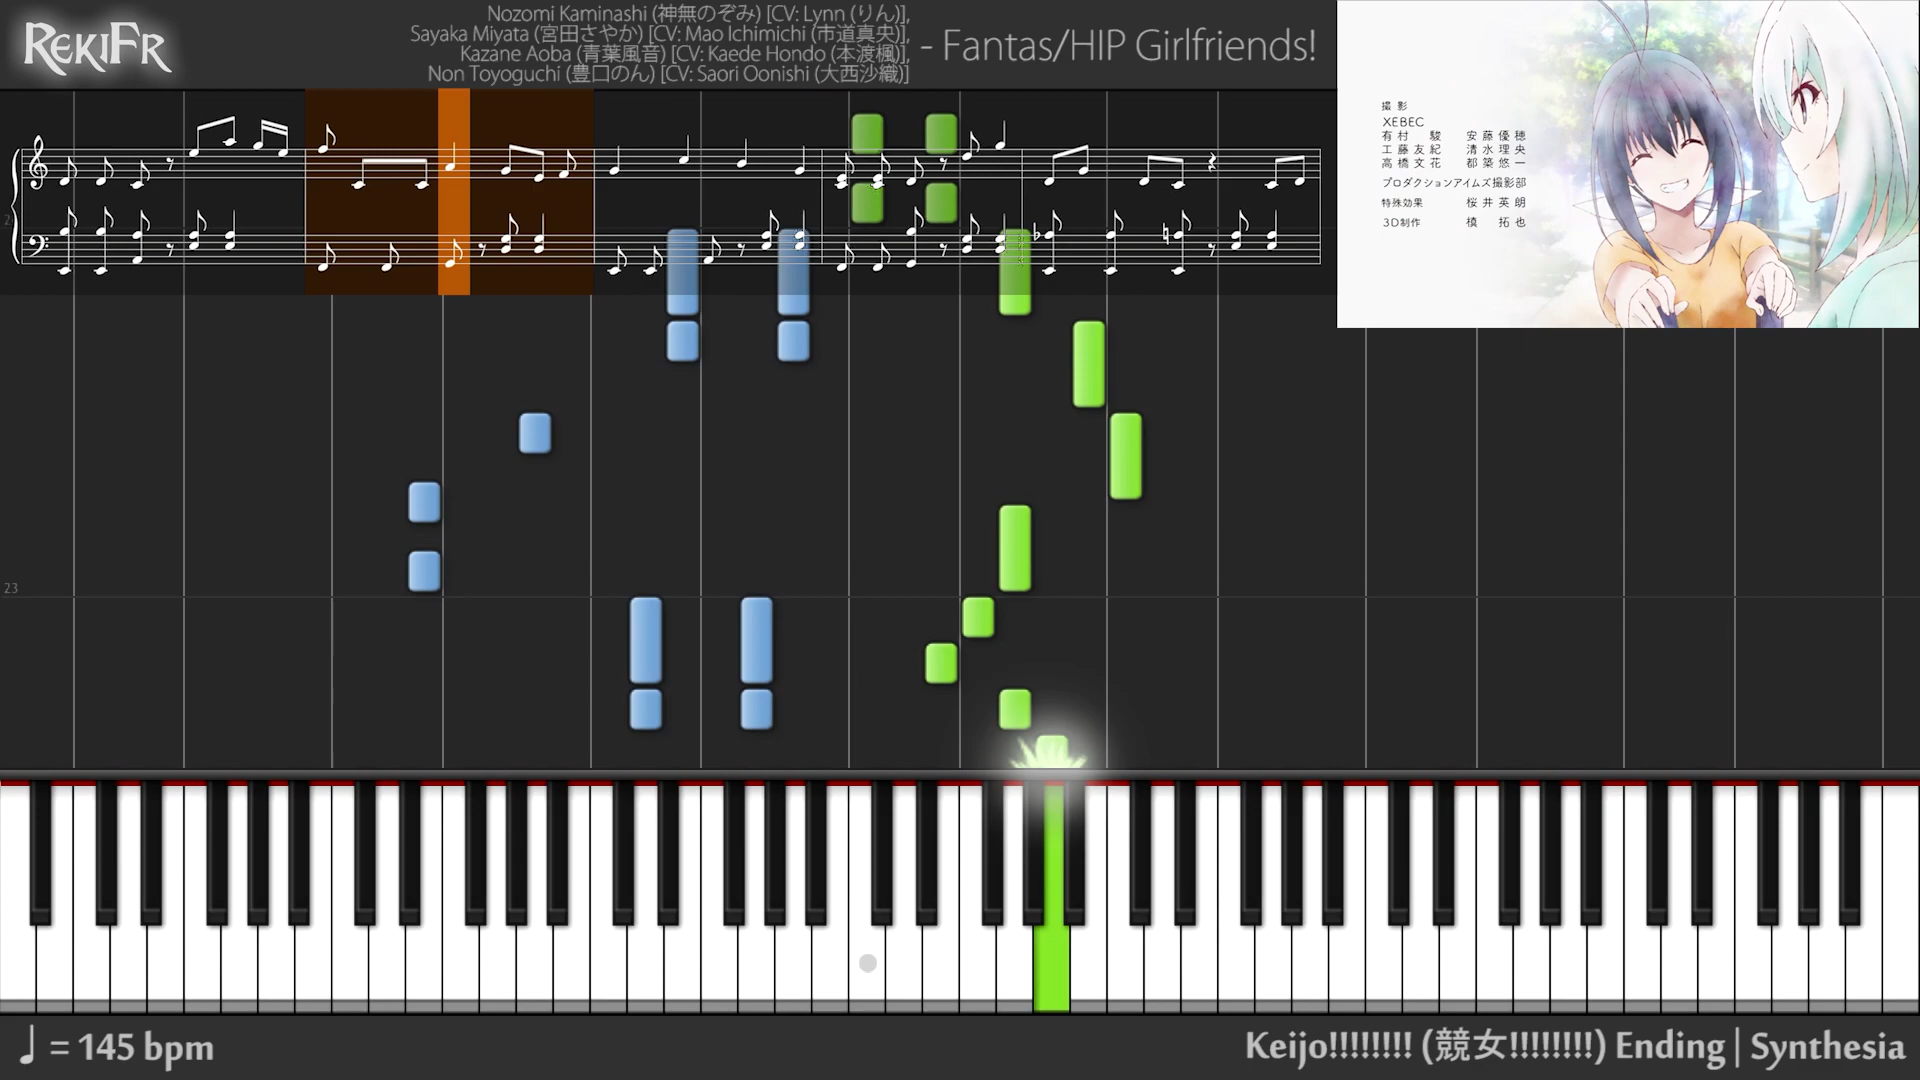 REKIFR
Nozomi Kaminashi (神無のぞみ) [CV: Lynn (りん)],
Sayaka Miyata (宮田さやか) [CV: Mao Ichimichi (市道真央)],
Kazane Aoba (青葉風音) [CV: Kaede Hondo (本渡楓)],
Non Toyoguchi (豊口のん) [CV: Saori Oonishi (大西沙織)]
- Fantas/HIP Girlfriends!
撮影
XEBEC
有村 駿 安藤優穂
工藤友紀 清水理央
高橋文花 都築悠一
プロダクションアイムズ撮影部
特殊効果 桜井英朗
3D制作 槙 拓也
23
♩ = 145 bpm
Keijo!!!!!!!! (競女!!!!!!!!) Ending | Synthesia